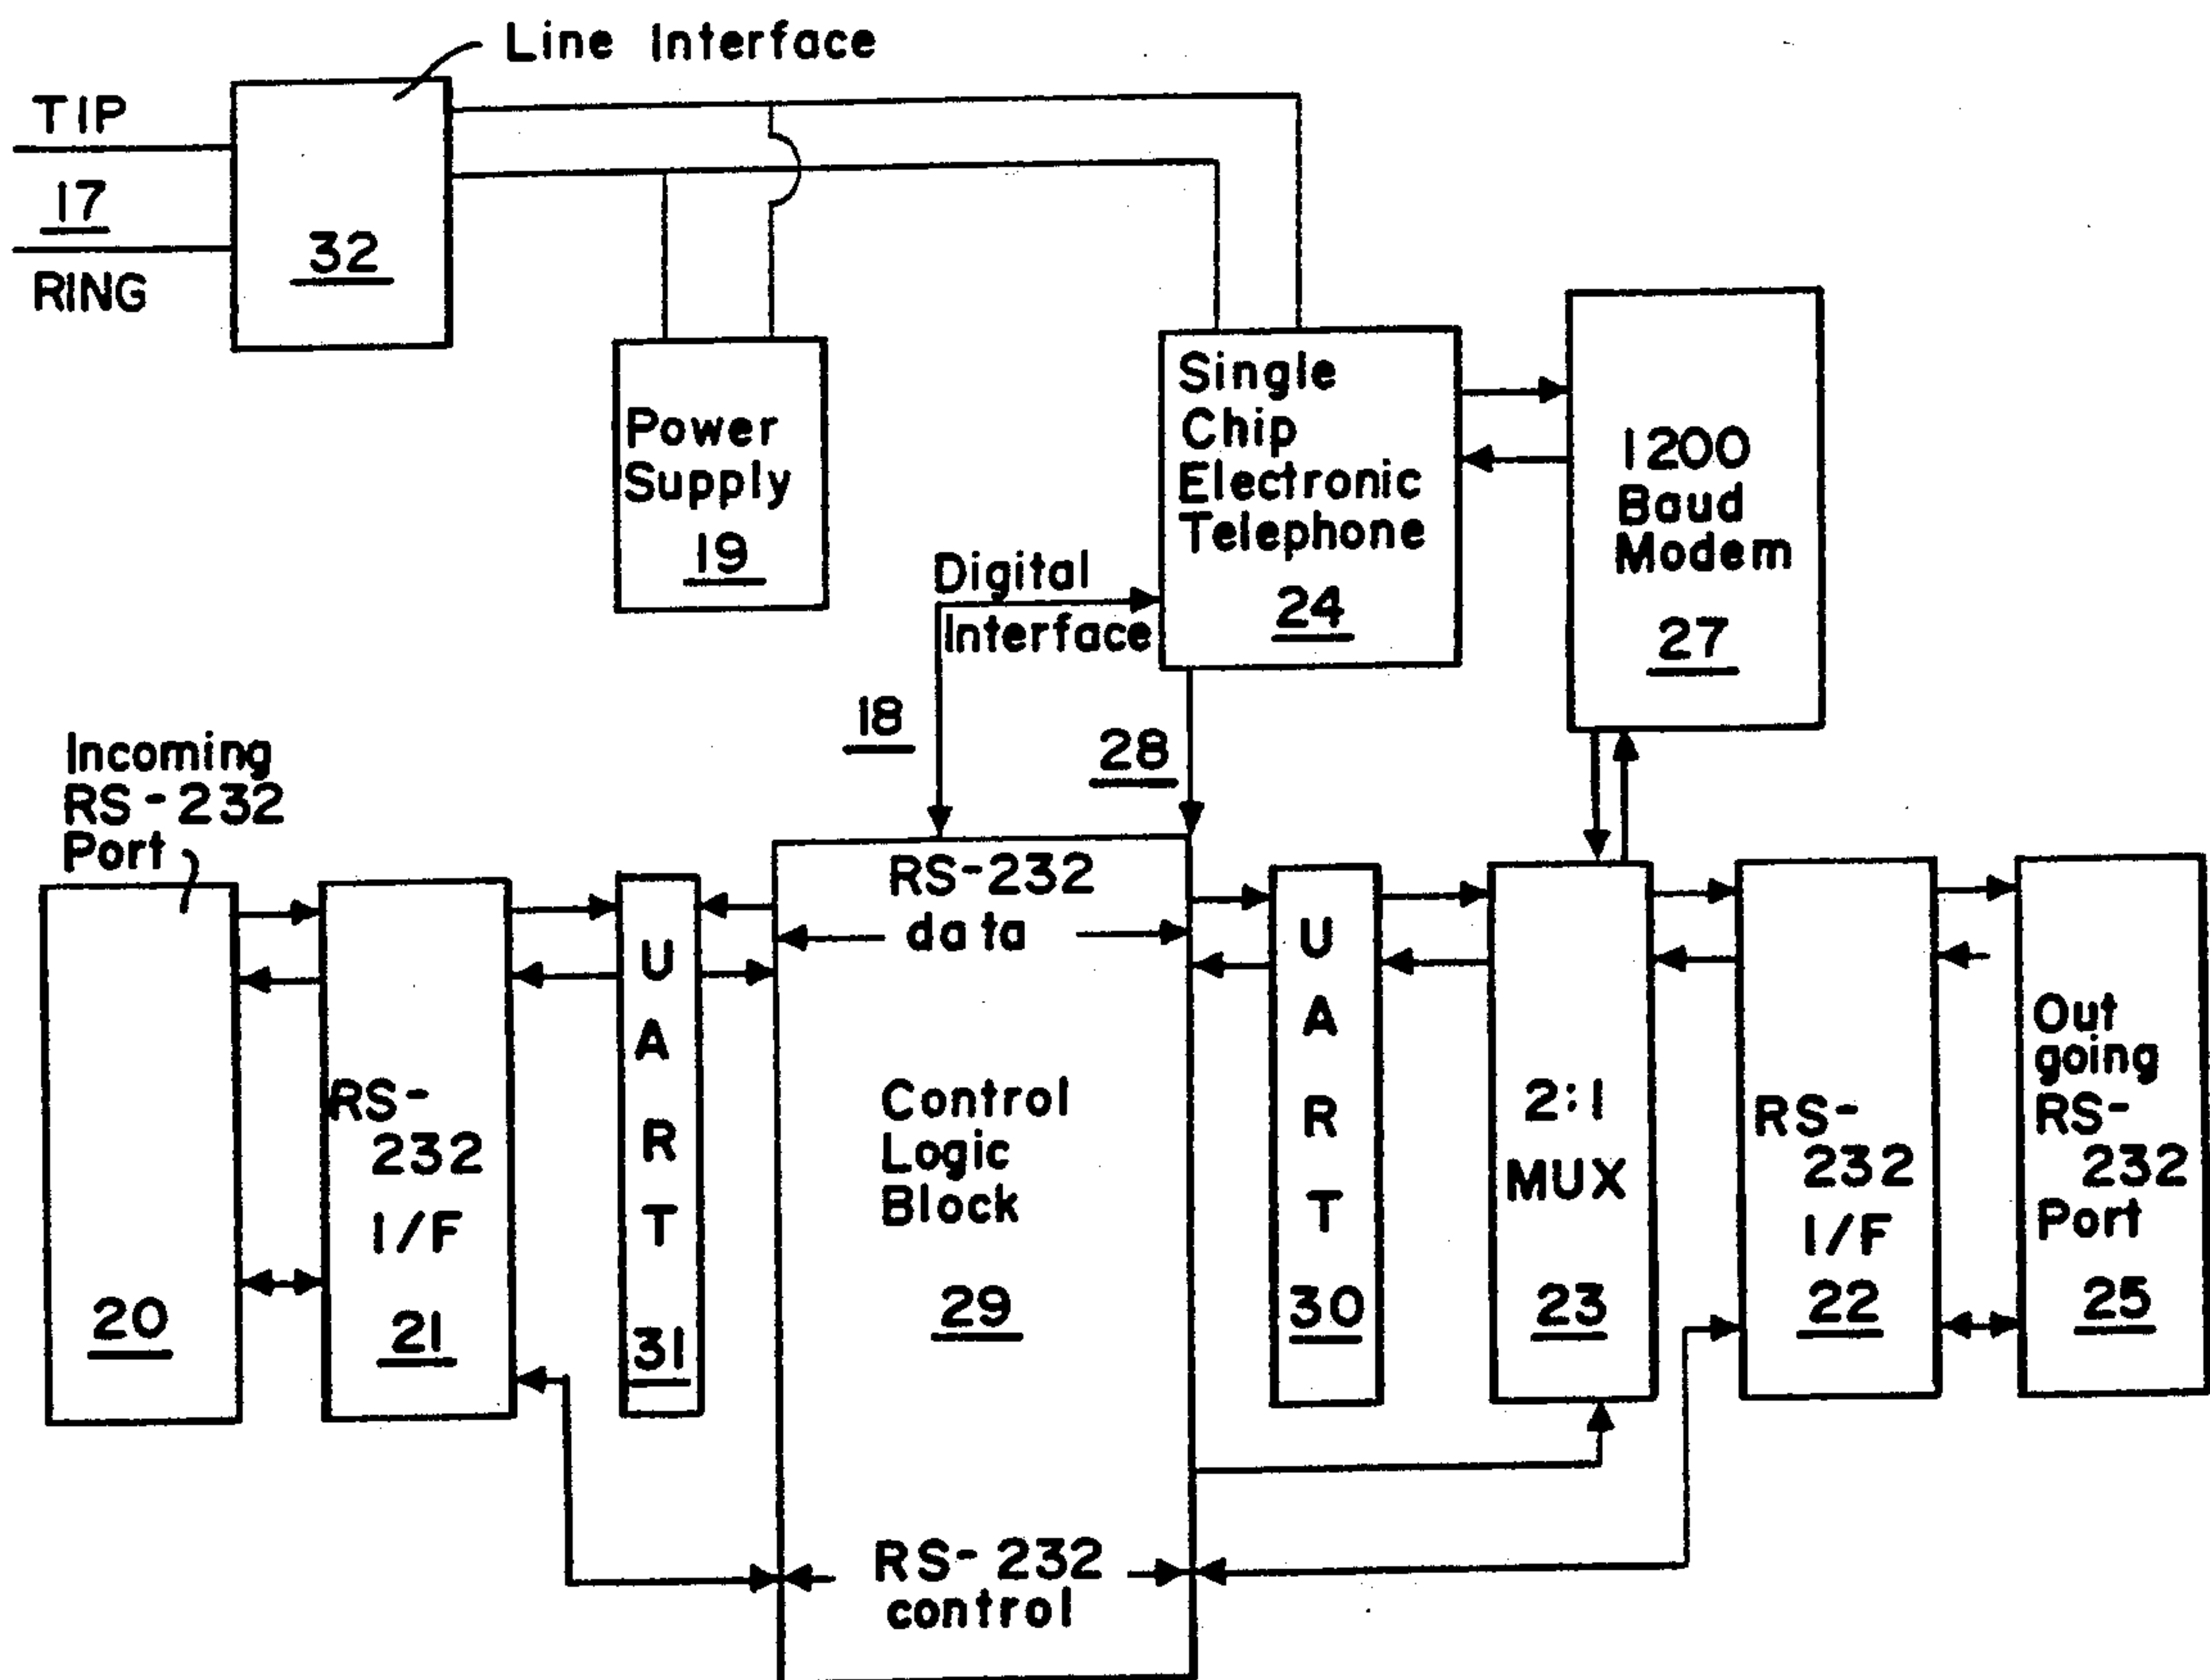 Line Interface
TIP
17
RING
32
Power
Supply
19
Single
Chip
Electronic
Telephone
24
1200
Baud
Modem
27
Digital
Interface
18
28
Incoming
RS-232
Port
20
RS-
232
I/F
21
U
A
R
T
31
RS-232
data
Control
Logic
Block
29
RS-232
control
U
A
R
T
30
2:1
MUX
23
RS-
232
I/F
22
Out
going
RS-
232
Port
25